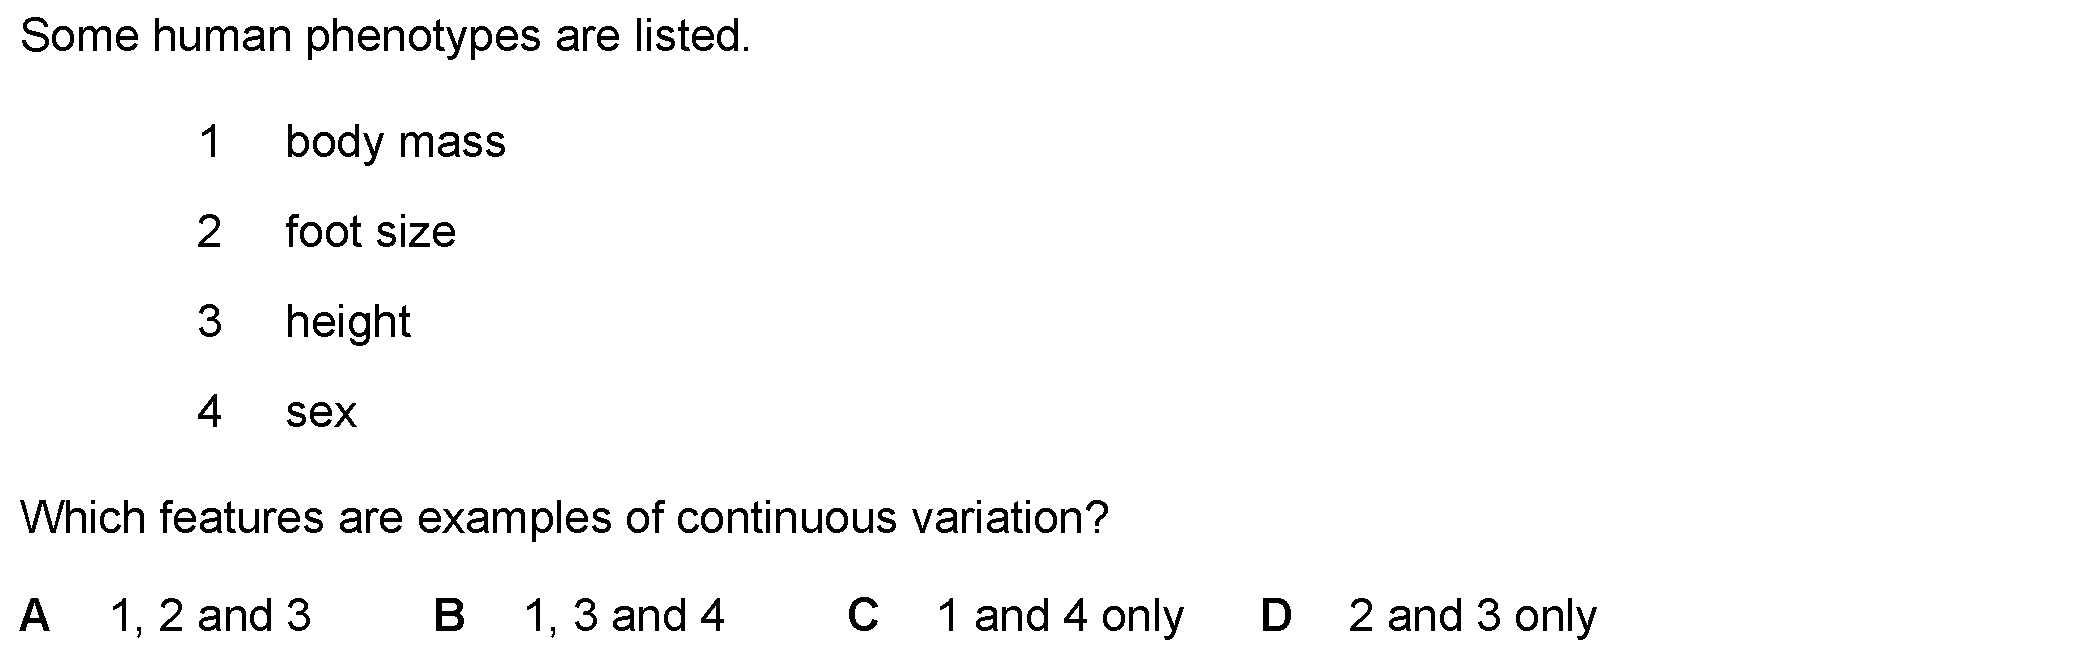 Some human phenotypes are listed.
1 body mass
2 foot size
3 height
4 sex
Which features are examples of continuous variation?
A 1, 2 and 3 B 1, 3 and 4 C 1 and 4 only D 2 and 3 only